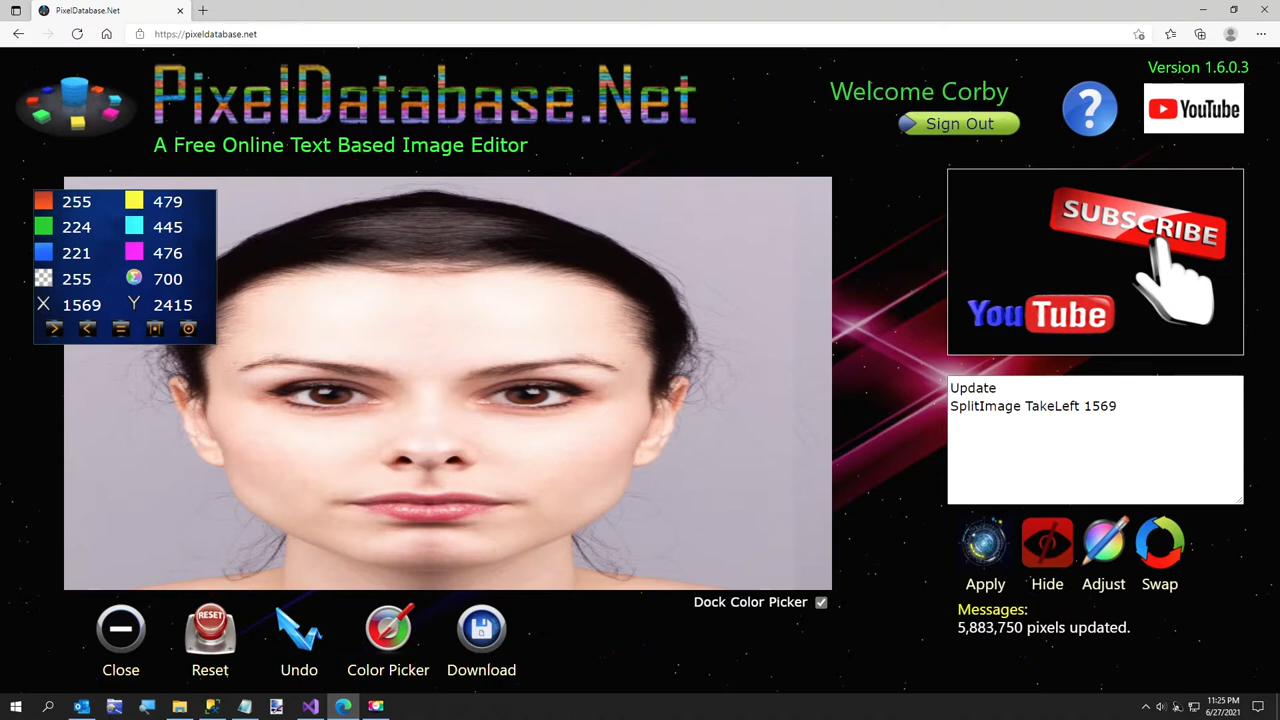 PixelDatabase.Net
https://pixeldatabase.net
PixelDatabase.Net
A Free Online Text Based Image Editor
Welcome Corby
Sign Out
?
Version 1.6.0.3
YouTube
255 479
224 445
221 476
255 Σ 700
X 1569 Y 2415
SUBSCRIBE
YouTube
Update
SplitImage TakeLeft 1569
Apply Hide Adjust Swap
Messages:
5,883,750 pixels updated.
Dock Color Picker
RESET
Close Reset Undo Color Picker Download
11:25 PM
6/27/2021